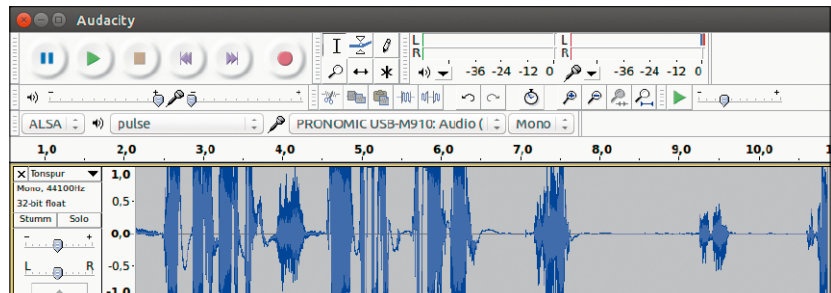 Audacity
L
R
L
R
-36 -24 -12 0
-36 -24 -12 0
- +
- +
- +
ALSA pulse PRONOMIC USB-M910: Audio ( Mono
1,0 2,0 3,0 4,0 5,0 6,0 7,0 8,0 9,0 10,0
X Tonspur
Mono, 44100Hz
32-bit float
Stumm Solo
- +
L R
1,0
0,5
0,0
-0,5
-1,0